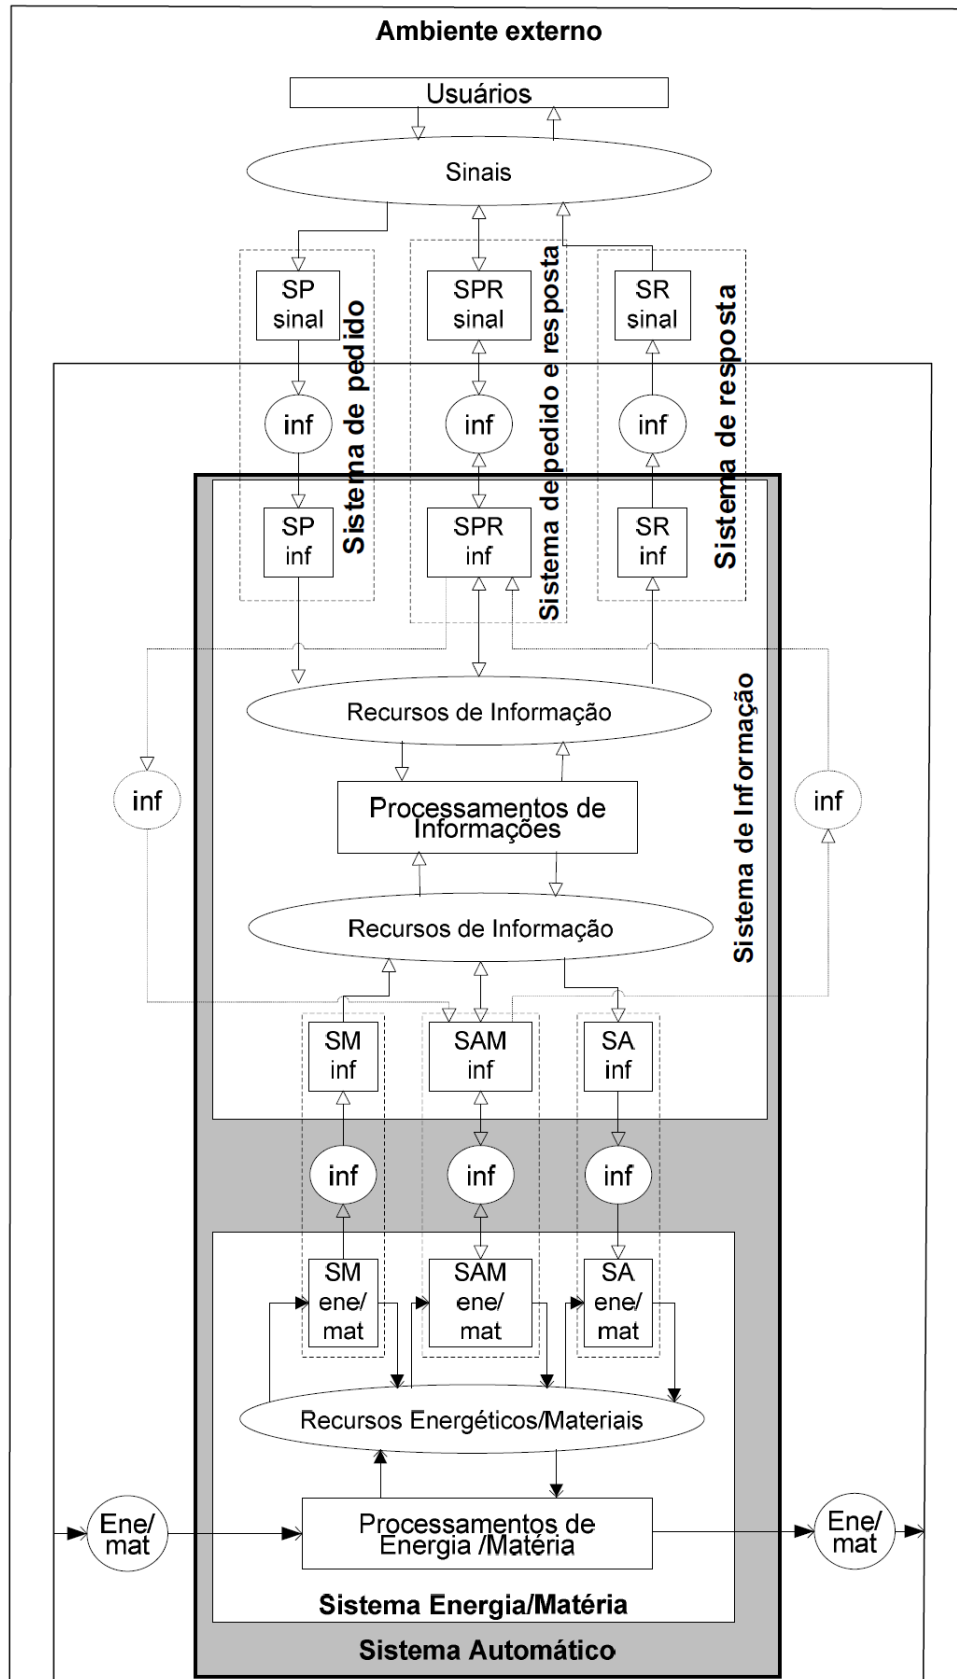 Ambiente externo
Usuários
Sinais
SP
sinal
SPR
sinal
SR
sinal
Sistema de pedido
Sistema de pedido e resposta
Sistema de resposta
inf
inf
inf
SP
inf
SPR
inf
SR
inf
Recursos de Informação
Sistema de Informação
inf
Processamentos de
Informações
inf
Recursos de Informação
SM
inf
SAM
inf
SA
inf
inf
inf
inf
SM
ene/
mat
SAM
ene/
mat
SA
ene/
mat
Recursos Energéticos/Materiais
Ene/
mat
Processamentos de
Energia /Matéria
Ene/
mat
Sistema Energia/Matéria
Sistema Automático